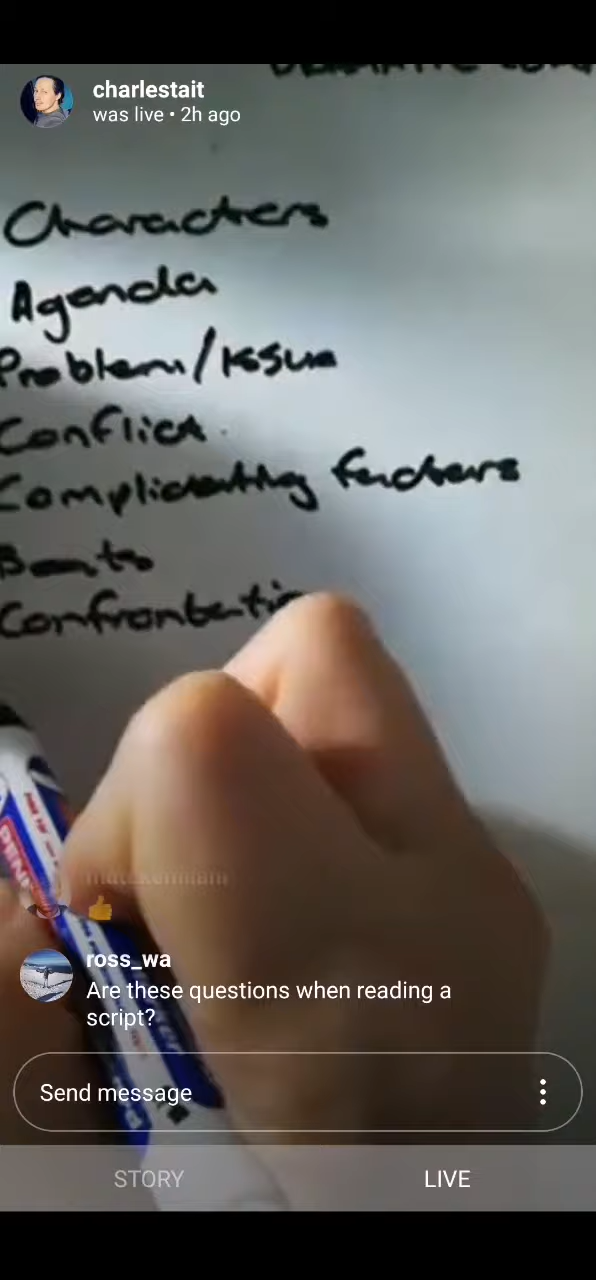 charlestait
was live • 2h ago
Characters
Agenda
Problem/Issue
Conflict
Complicating factors
Beats
ross_wa
Are these questions when reading a
script?
Send message
STORY
LIVE